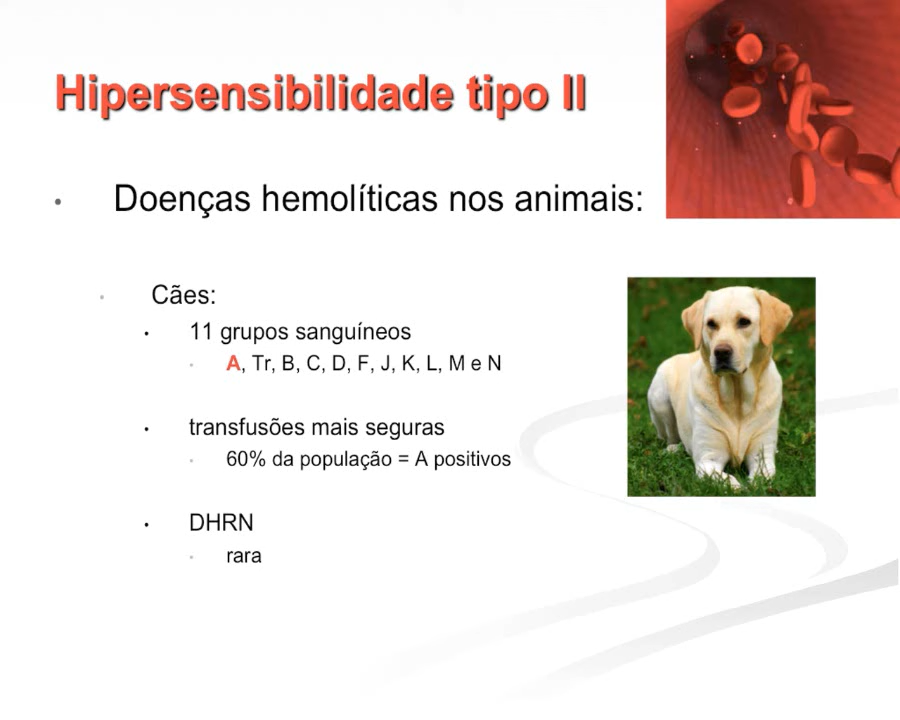 Hipersensibilidade tipo II
• Doenças hemolíticas nos animais:
• Cães:
• 11 grupos sanguíneos
• A, Tr, B, C, D, F, J, K, L, M e N
• transfusões mais seguras
• 60% da população = A positivos
• DHRN
• rara